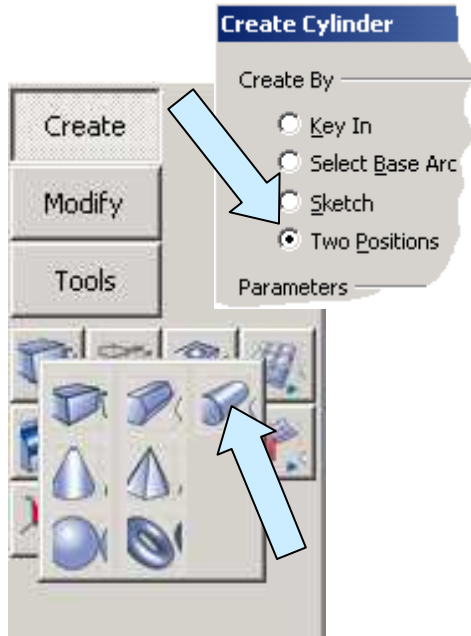 Create Cylinder
Create By
Key In
Select Base Arc
Sketch
Two Positions
Parameters
Create
Modify
Tools